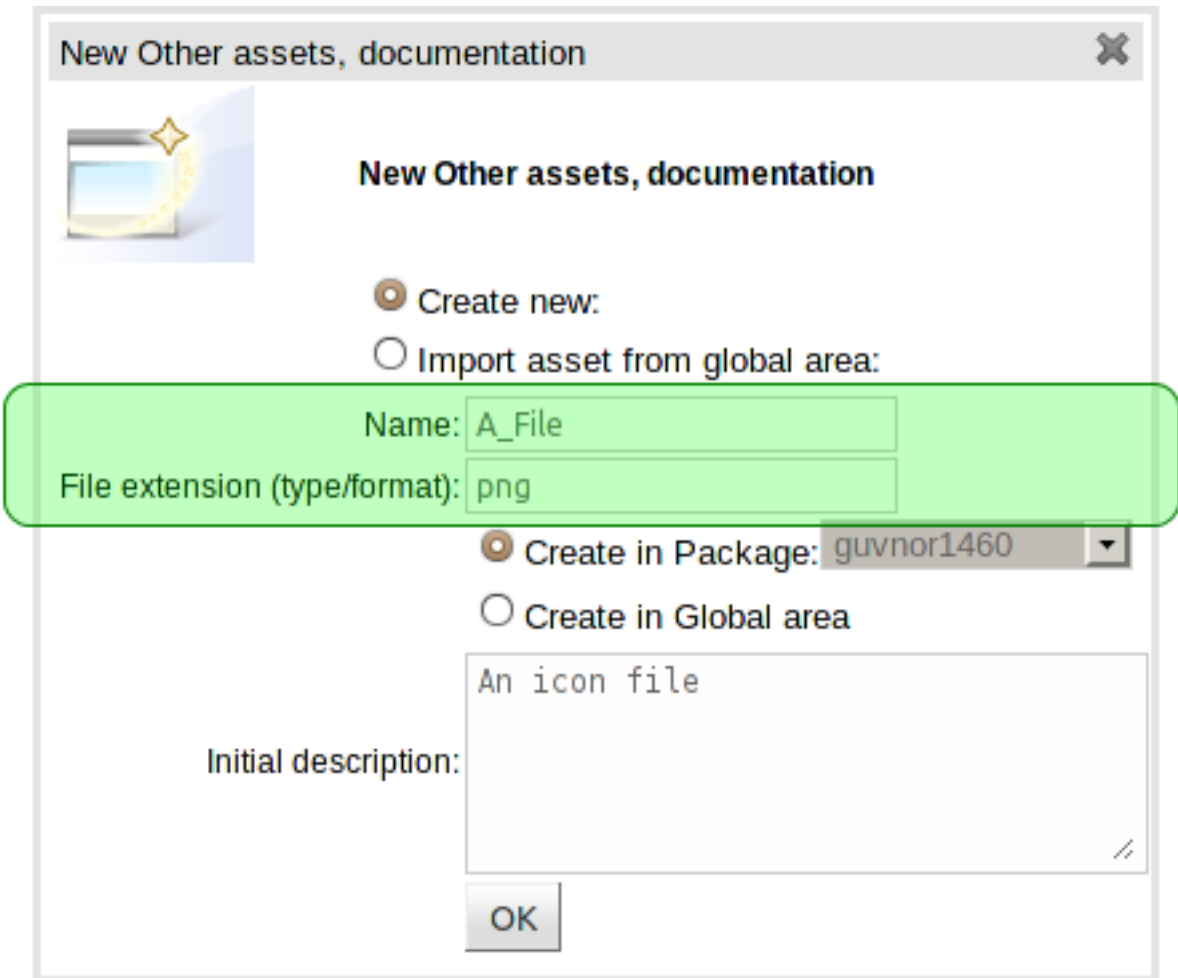 New Other assets, documentation
New Other assets, documentation
Create new:
Import asset from global area:
Name: A_File
File extension (type/format): png
Create in Package: guvnor1460
Create in Global area
An icon file
Initial description:
OK